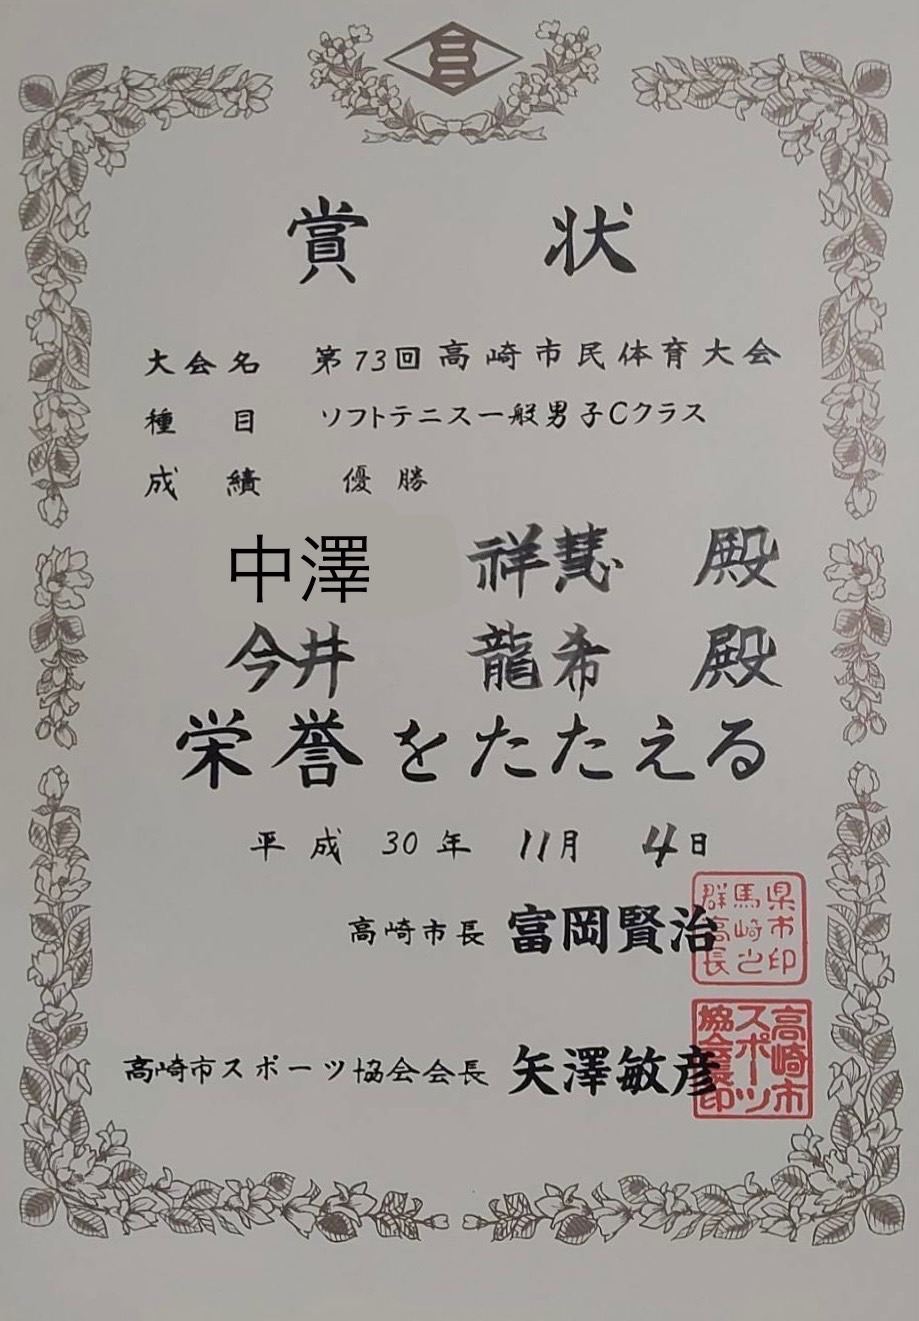 賞状
大会名 第73回高崎市民体育大会
種目 ソフトテニス一般男子Cクラス
成績 優勝
中澤 祥慧 殿
今井 龍希 殿
栄誉をたたえる
平成30年11月4日
高崎市長 富岡賢治
群馬県高崎市長之印
高崎市スポーツ協会会長 矢澤敏彦
高崎市スポーツ協会長印